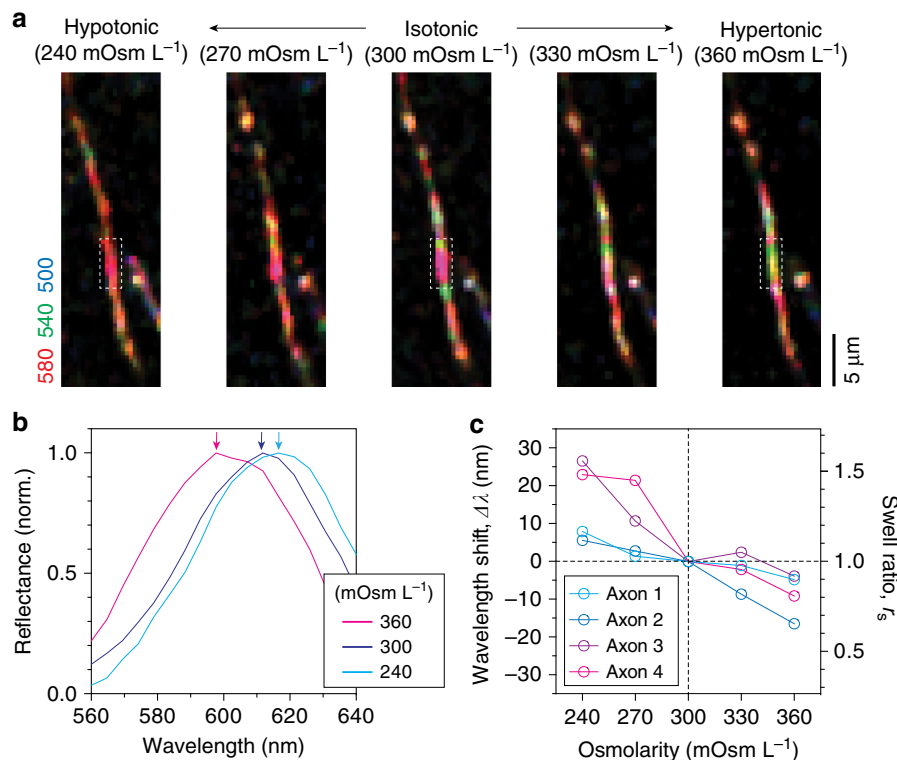 a
Hypotonic
(240 mOsm L⁻¹)
(270 mOsm L⁻¹)
Isotonic
(300 mOsm L⁻¹)
(330 mOsm L⁻¹)
Hypertonic
(360 mOsm L⁻¹)
580 540 500
5 μm
b
Reflectance (norm.)
1.0
0.5
0.0
560 580 600 620 640
Wavelength (nm)
(mOsm L⁻¹)
360
300
240
c
Wavelength shift, Δλ (nm)
30
20
10
0
−10
−20
−30
Axon 1
Axon 2
Axon 3
Axon 4
240 270 300 330 360
Osmolarity (mOsm L⁻¹)
1.5
1.0
0.5
Swell ratio, rₛ